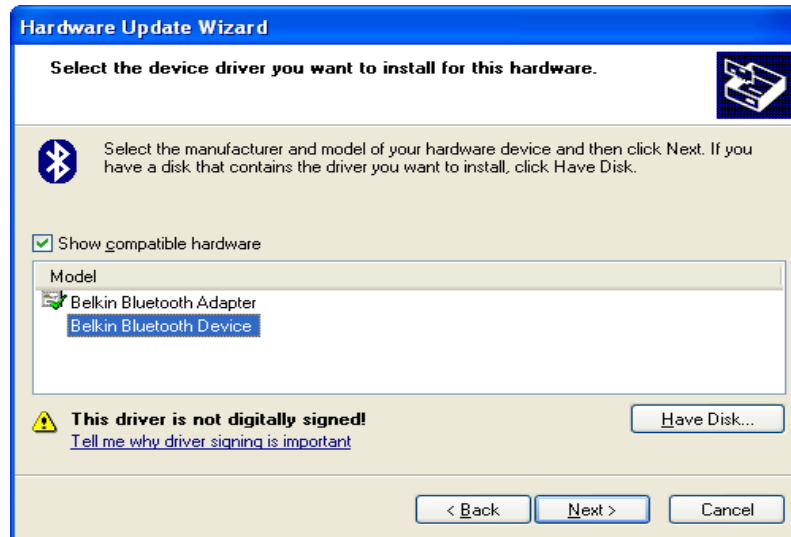 Hardware Update Wizard
Select the device driver you want to install for this hardware.
Select the manufacturer and model of your hardware device and then click Next. If you
have a disk that contains the driver you want to install, click Have Disk.
Show compatible hardware
Model
Belkin Bluetooth Adapter
Belkin Bluetooth Device
This driver is not digitally signed!
Have Disk...
Tell me why driver signing is important
< Back
Next >
Cancel